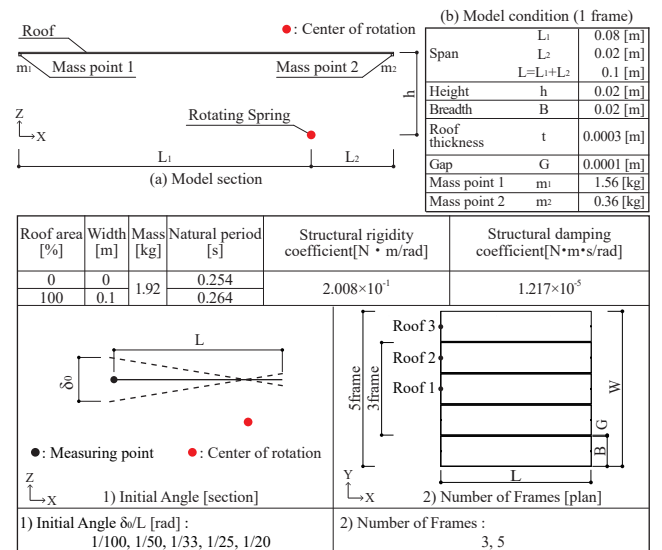 Roof
●: Center of rotation
m1
Mass point 1
Mass point 2
m2
h
Z
X
Rotating Spring
L1
L2
(a) Model section
(b) Model condition (1 frame)
Span L1 0.08 [m]
L2 0.02 [m]
L=L1+L2 0.1 [m]
Height h 0.02 [m]
Breadth B 0.02 [m]
Roof thickness t 0.0003 [m]
Gap G 0.0001 [m]
Mass point 1 m1 1.56 [kg]
Mass point 2 m2 0.36 [kg]
Roof area [%] Width [m] Mass [kg] Natural period [s] Structural rigidity coefficient[N・m/rad] Structural damping coefficient[N•m•s/rad]
0 0 1.92 0.254 2.008×10-1 1.217×10-5
100 0.1 0.264
L
δ0
●: Measuring point ●: Center of rotation
Z
X
1) Initial Angle [section]
Roof 3
Roof 2
Roof 1
5frame
3frame
W
G
B
L
Y
X
2) Number of Frames [plan]
1) Initial Angle δ0/L [rad] :
1/100, 1/50, 1/33, 1/25, 1/20
2) Number of Frames :
3, 5